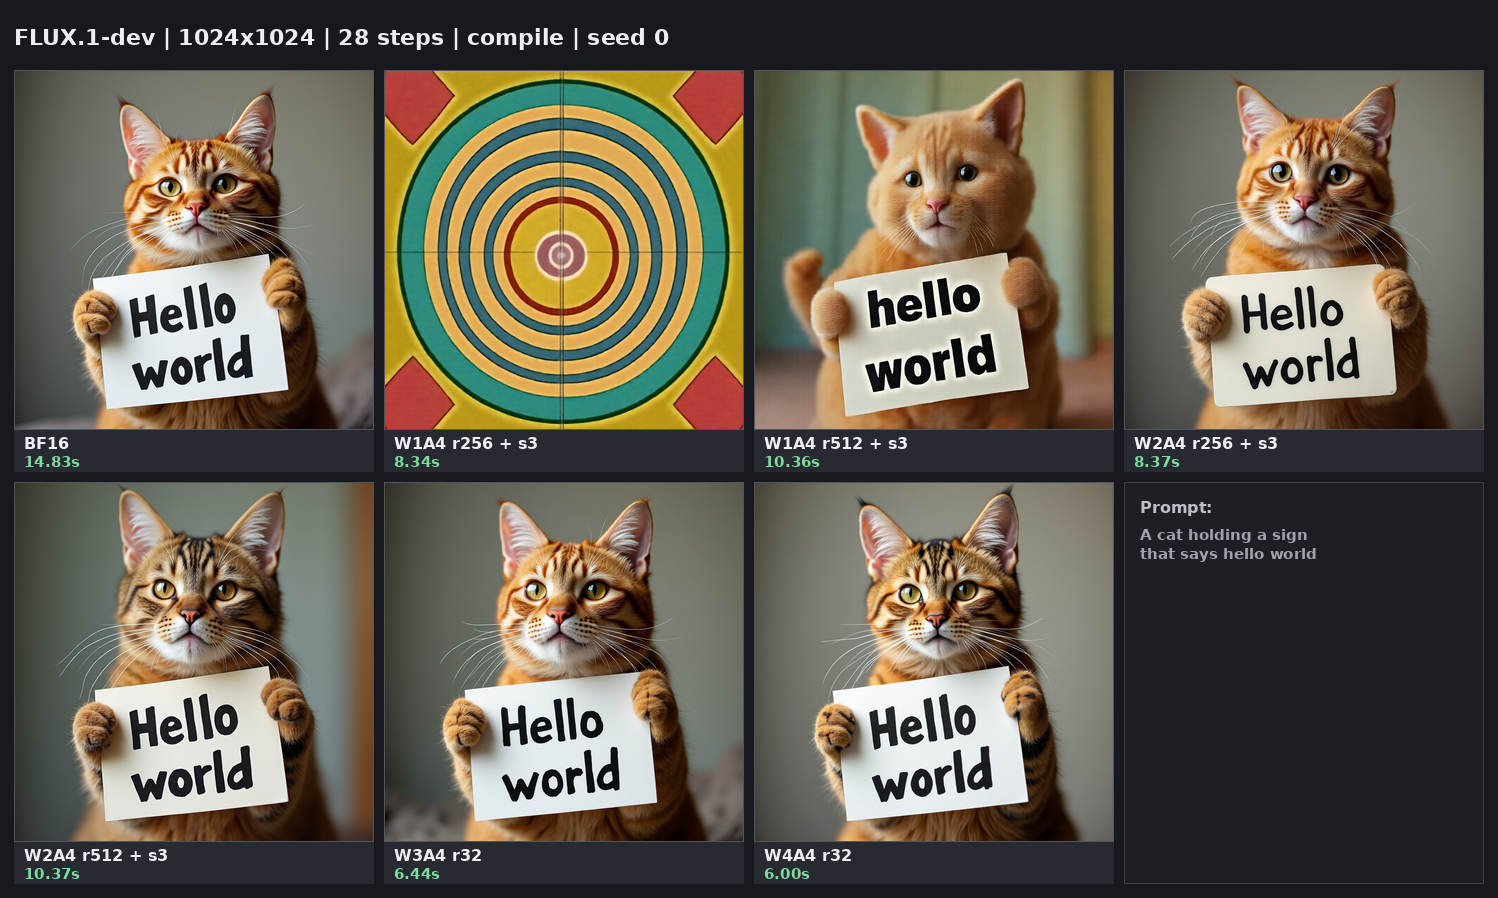 FLUX.1-dev | 1024x1024 | 28 steps | compile | seed 0
Hello
world
BF16
14.83s
W1A4 r256 + s3
8.34s
hello
world
W1A4 r512 + s3
10.36s
Hello
world
W2A4 r256 + s3
8.37s
Hello
world
W2A4 r512 + s3
10.37s
Hello
world
W3A4 r32
6.44s
Hello
world
W4A4 r32
6.00s
Prompt:
A cat holding a sign
that says hello world